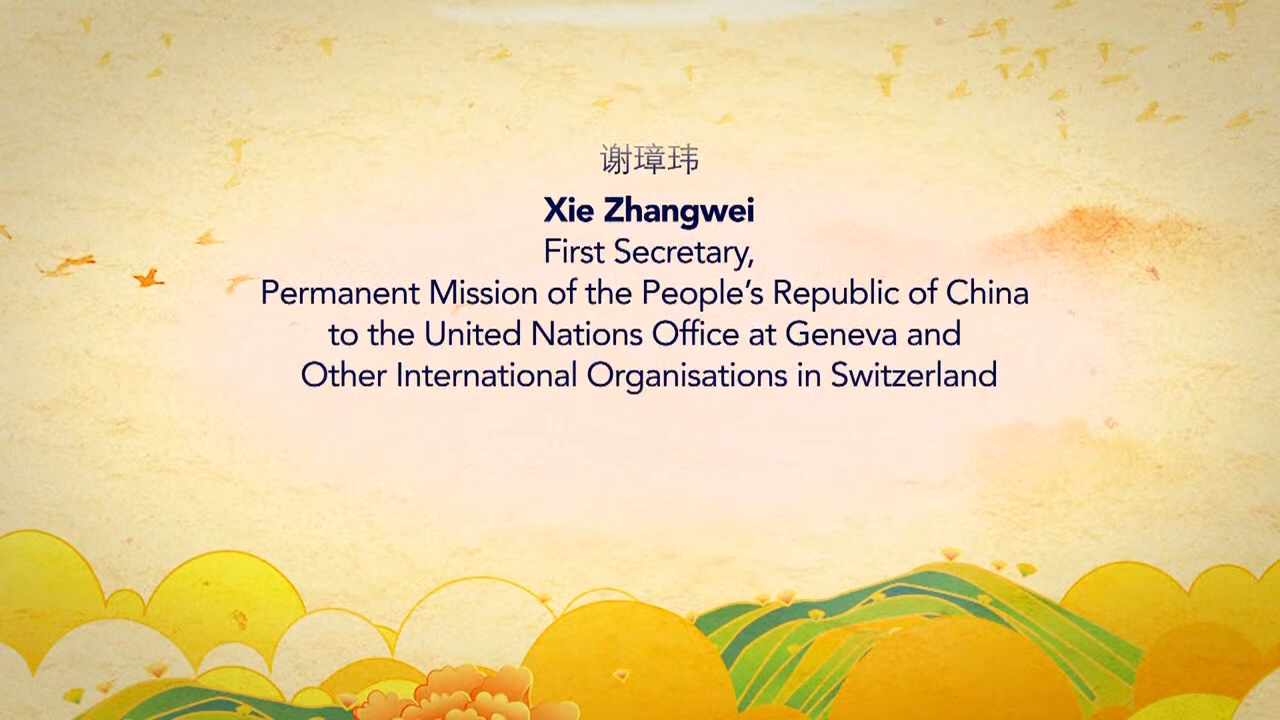 谢璋玮
Xie Zhangwei
First Secretary,
Permanent Mission of the People’s Republic of China
to the United Nations Office at Geneva and
Other International Organisations in Switzerland